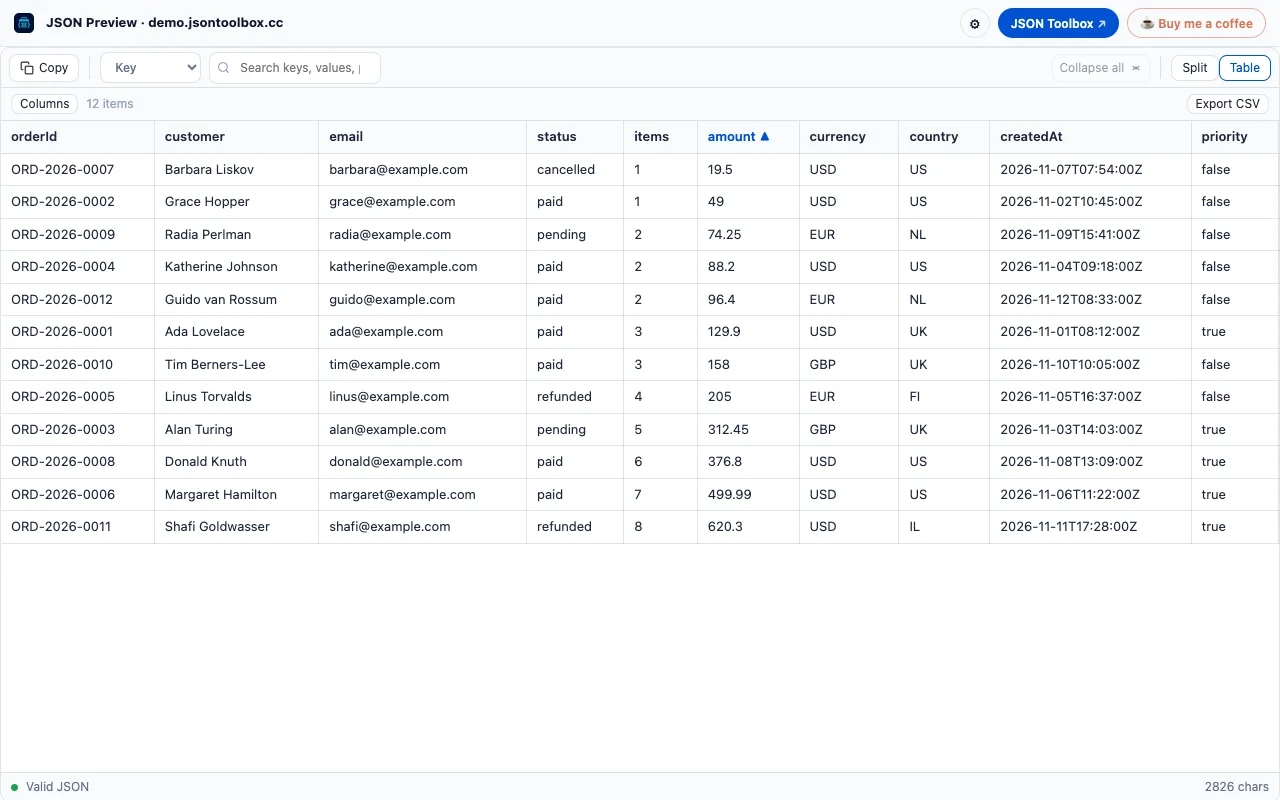 JSON Preview · demo.jsontoolbox.cc
JSON Toolbox ↗
Buy me a coffee
Copy
Key
Search keys, values,
Collapse all
Split
Table
Columns
12 items
Export CSV
orderId customer email status items amount ▲ currency country createdAt priority
ORD-2026-0007 Barbara Liskov barbara@example.com cancelled 1 19.5 USD US 2026-11-07T07:54:00Z false
ORD-2026-0002 Grace Hopper grace@example.com paid 1 49 USD US 2026-11-02T10:45:00Z false
ORD-2026-0009 Radia Perlman radia@example.com pending 2 74.25 EUR NL 2026-11-09T15:41:00Z false
ORD-2026-0004 Katherine Johnson katherine@example.com paid 2 88.2 USD US 2026-11-04T09:18:00Z false
ORD-2026-0012 Guido van Rossum guido@example.com paid 2 96.4 EUR NL 2026-11-12T08:33:00Z false
ORD-2026-0001 Ada Lovelace ada@example.com paid 3 129.9 USD UK 2026-11-01T08:12:00Z true
ORD-2026-0010 Tim Berners-Lee tim@example.com paid 3 158 GBP UK 2026-11-10T10:05:00Z false
ORD-2026-0005 Linus Torvalds linus@example.com refunded 4 205 EUR FI 2026-11-05T16:37:00Z false
ORD-2026-0003 Alan Turing alan@example.com pending 5 312.45 GBP UK 2026-11-03T14:03:00Z true
ORD-2026-0008 Donald Knuth donald@example.com paid 6 376.8 USD US 2026-11-08T13:09:00Z true
ORD-2026-0006 Margaret Hamilton margaret@example.com paid 7 499.99 USD US 2026-11-06T11:22:00Z true
ORD-2026-0011 Shafi Goldwasser shafi@example.com refunded 8 620.3 USD IL 2026-11-11T17:28:00Z true
Valid JSON
2826 chars